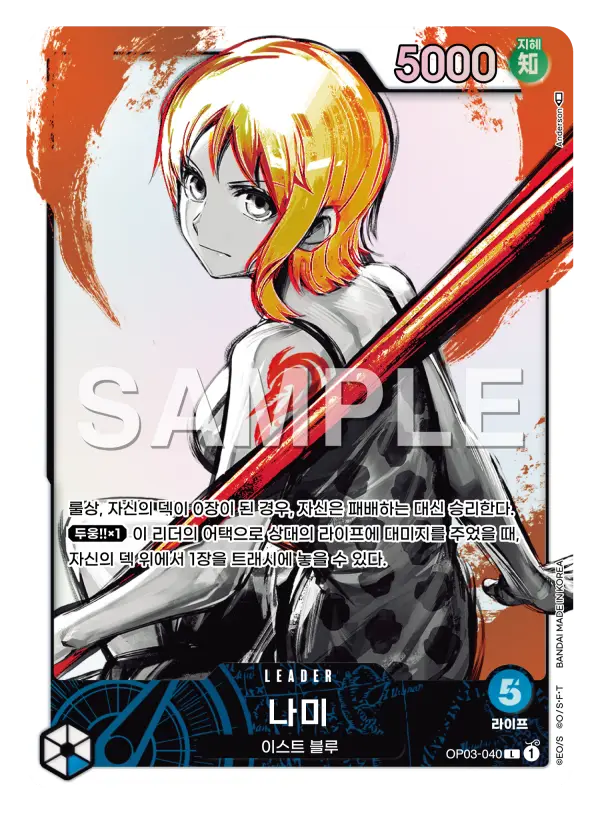 5000
지혜
知
Anderson
SAMPLE
룰상, 자신의 덱이 0장이 된 경우, 자신은 패배하는 대신 승리한다.
두웅!!×1 이 리더의 어택으로 상대의 라이프에 대미지를 주었을 때,
자신의 덱 위에서 1장을 트래시에 놓을 수 있다.
LEADER
나미
이스트 블루
5
라이프
OP03-040 L 1
©EO/S ©O/S·F·T BANDAI MADE IN KOREA